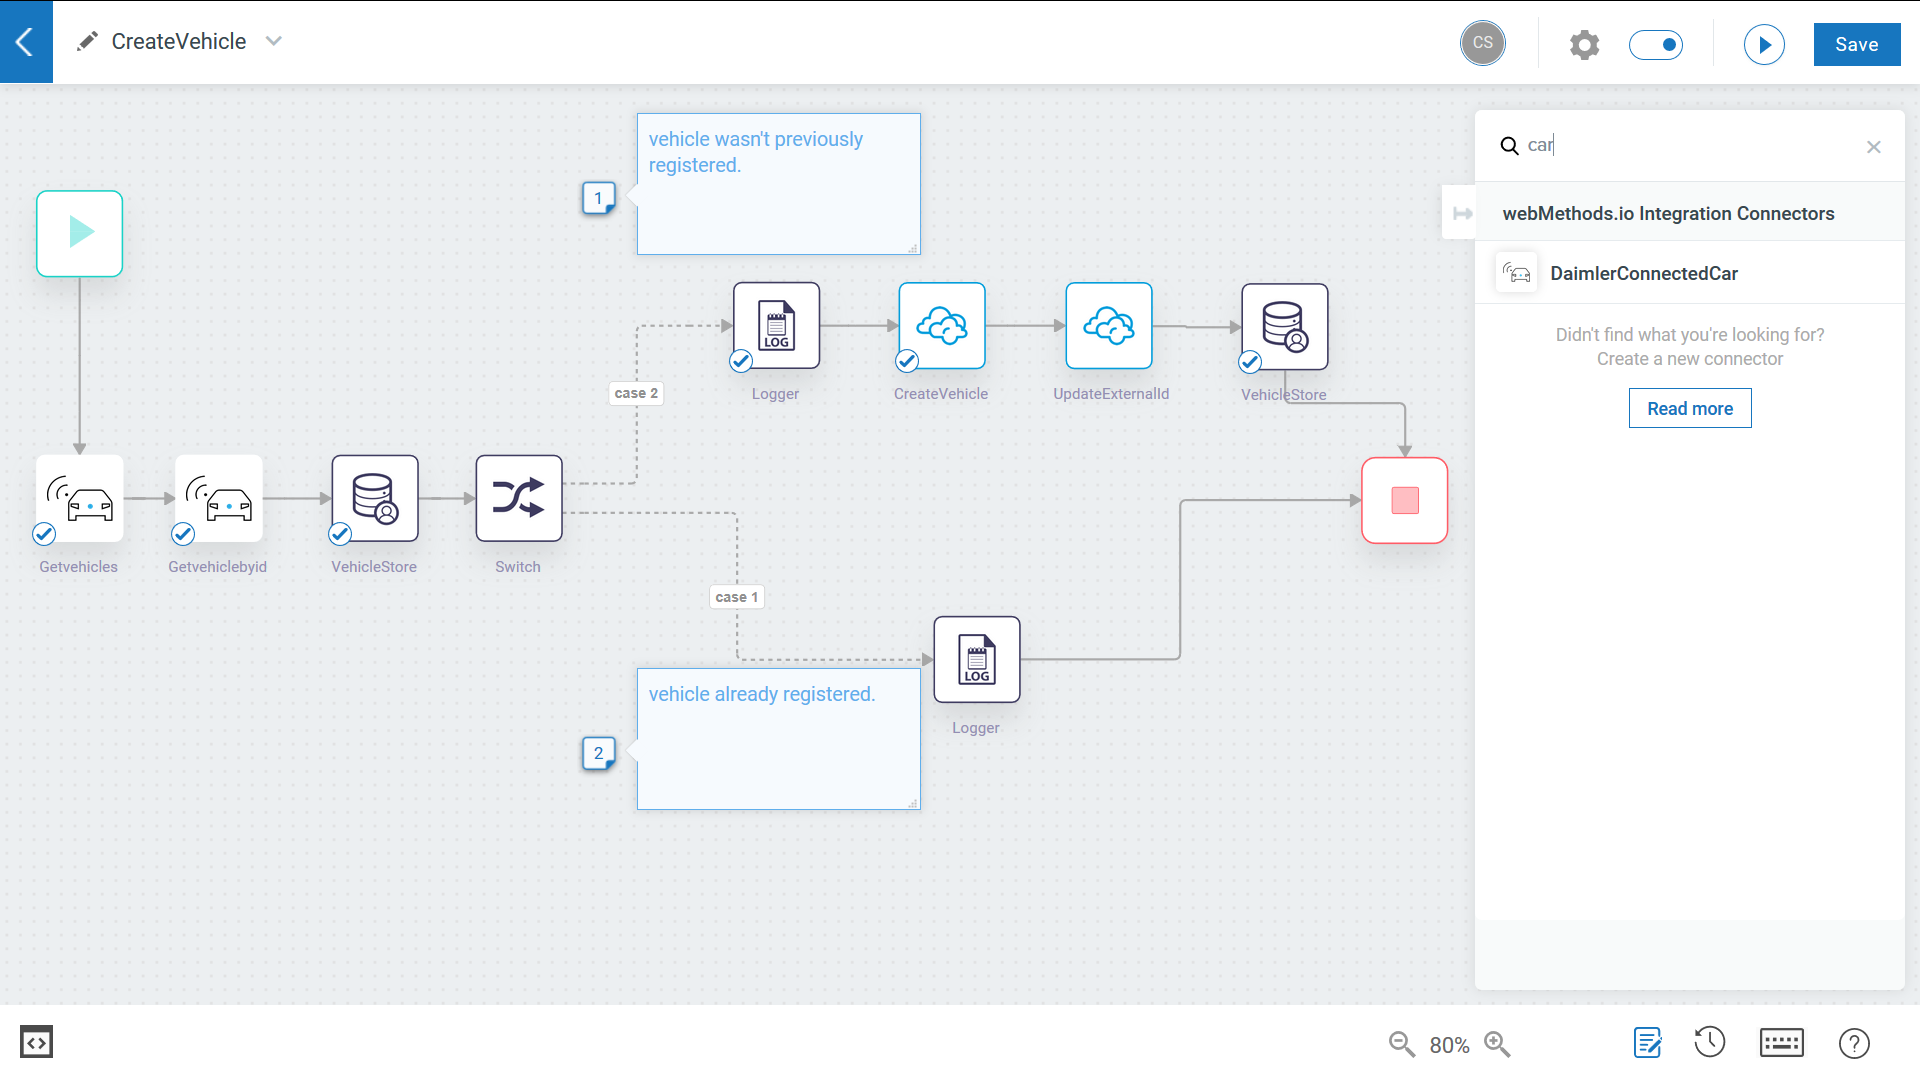 CreateVehicle
CS
Save
vehicle wasn't previously
registered.
1
car
webMethods.io Integration Connectors
DaimlerConnectedCar
Didn't find what you're looking for?
Create a new connector
Read more
LOG
case 2
Logger
CreateVehicle
UpdateExternalId
VehicleStore
Getvehicles
Getvehiclebyid
VehicleStore
Switch
case 1
LOG
vehicle already registered.
Logger
2
80%